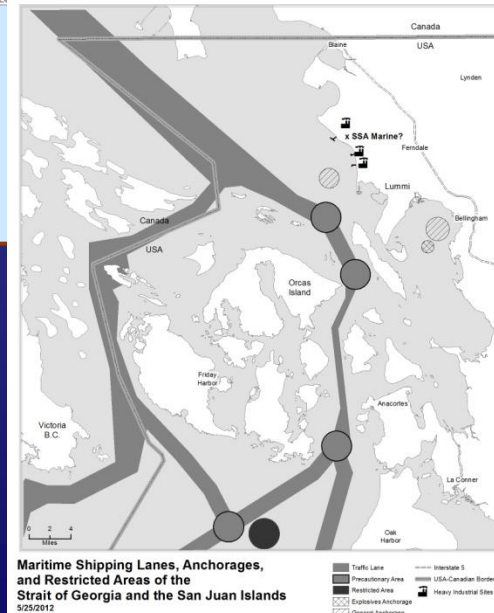 Canada
USA
Blaine
Lynden
x SSA Marine?
Ferndale
Lummi
Bellingham
Canada
USA
Orcas
Island
Friday
Harbor
Anacortes
Victoria
B.C.
La Conner
Oak
Harbor
0 2 4
Miles
Maritime Shipping Lanes, Anchorages,
and Restricted Areas of the
Strait of Georgia and the San Juan Islands
5/25/2012
Traffic Lane
Precautionary Area
Restricted Area
Explosives Anchorage
General Anchorage
Interstate 5
USA-Canadian Border
Heavy Industrial Sites